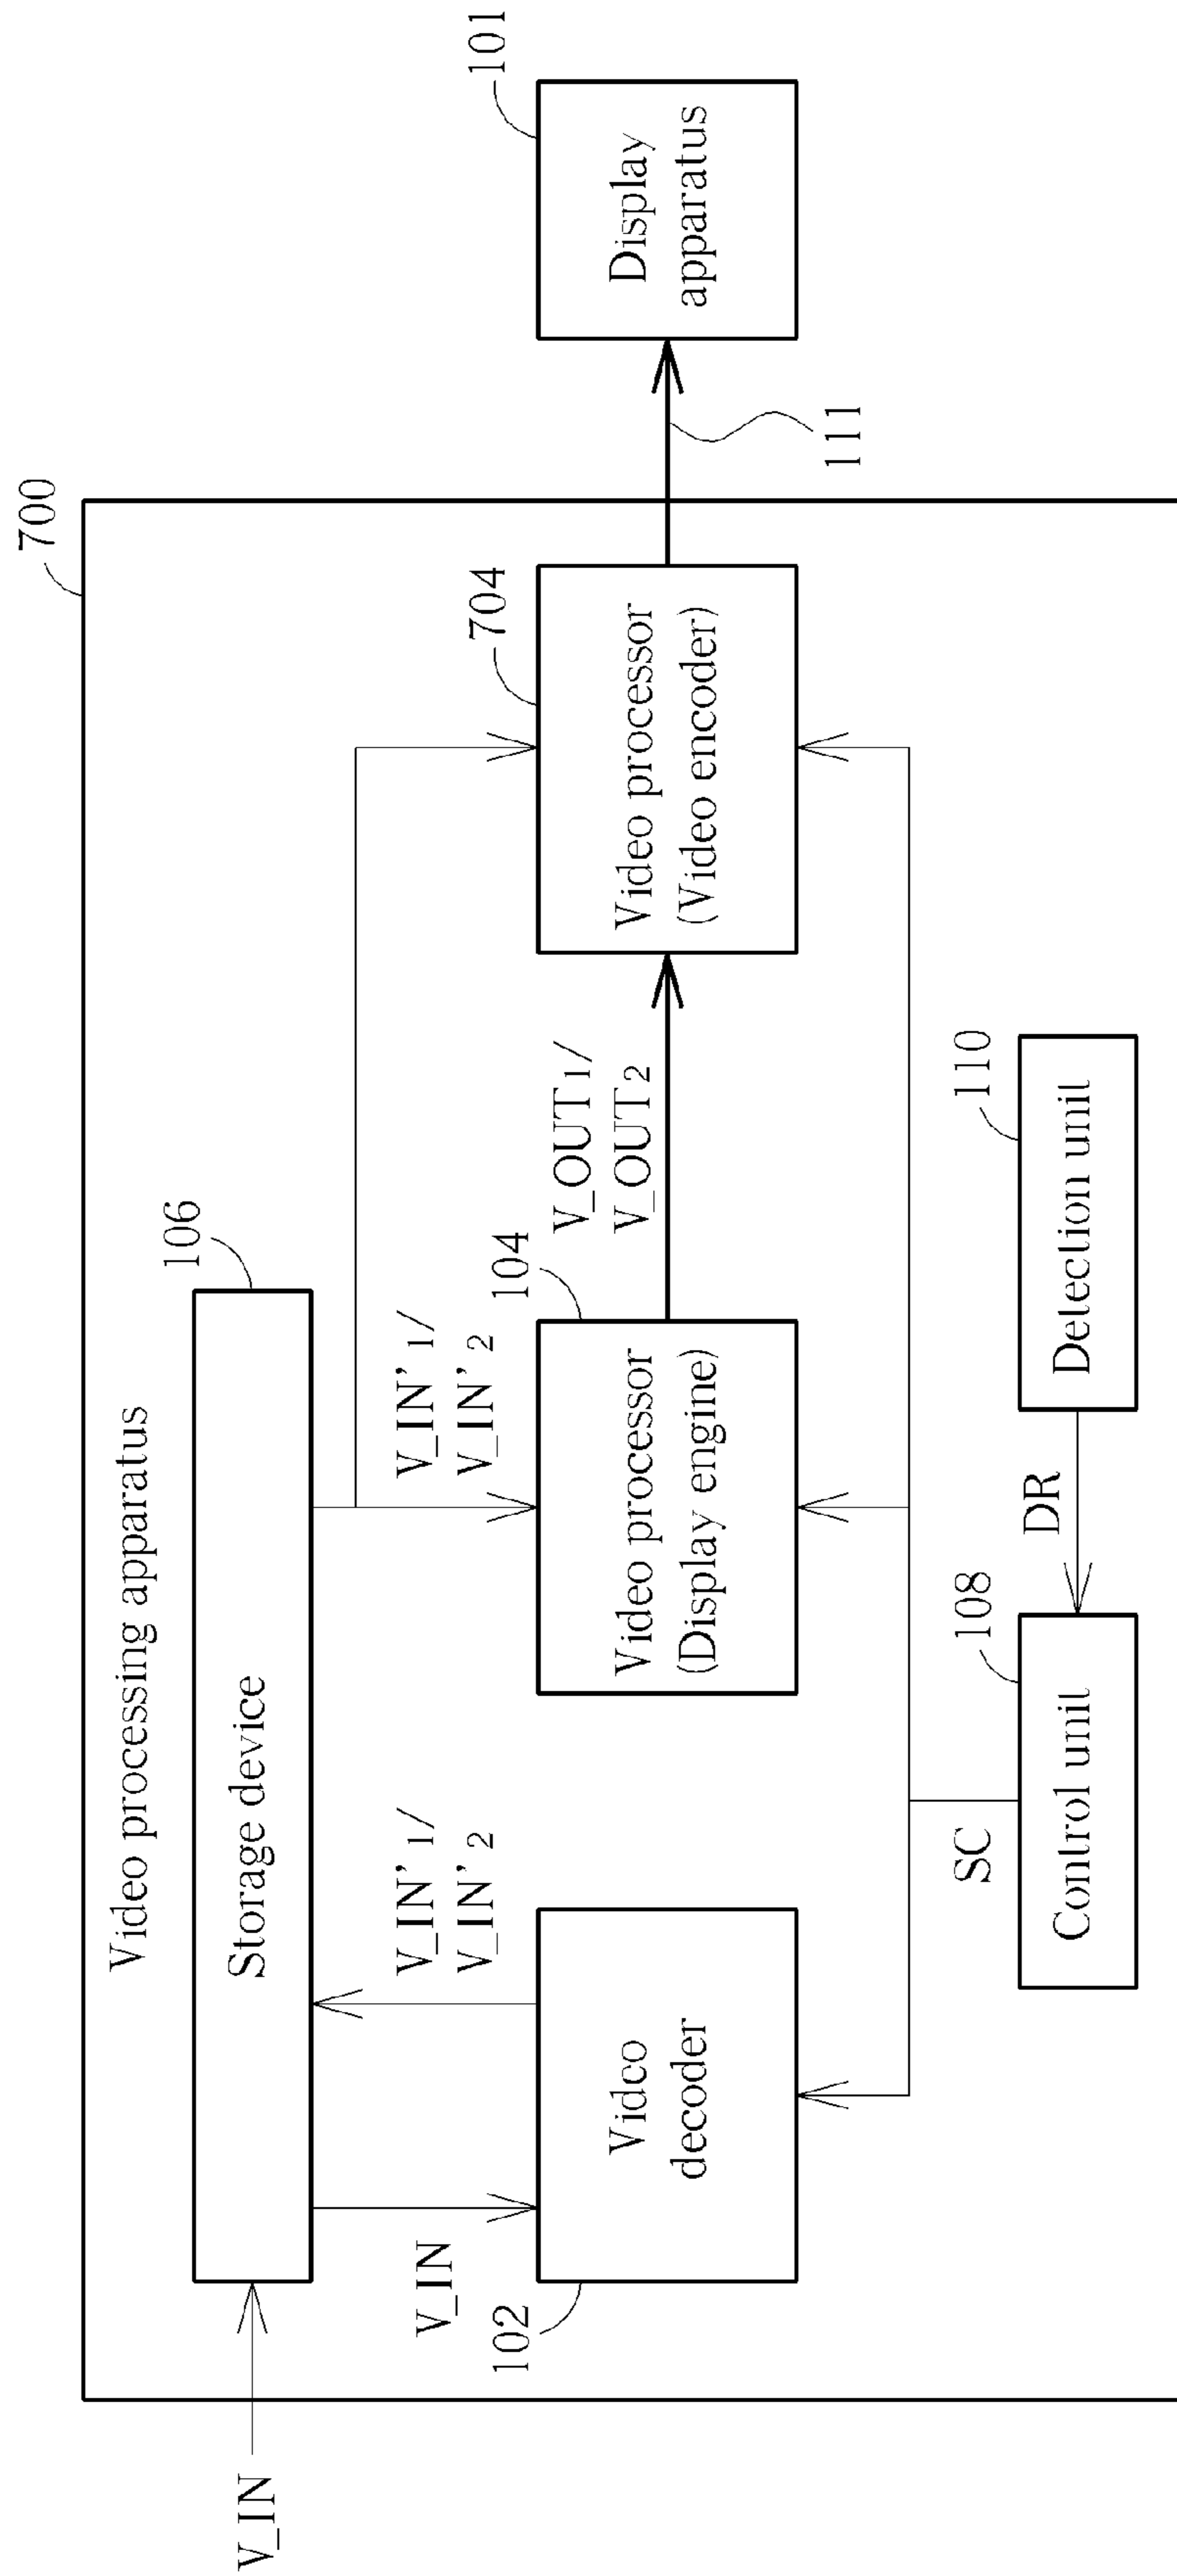 700
Video processing apparatus
V_IN
Storage device
106
V_IN
V_IN'1/
V_IN'2
V_IN'1/
V_IN'2
102
Video
decoder
104
Video processor
(Display engine)
V_OUT1/
V_OUT2
704
Video processor
(Video encoder)
101
Display
apparatus
111
SC
108
Control unit
DR
110
Detection unit